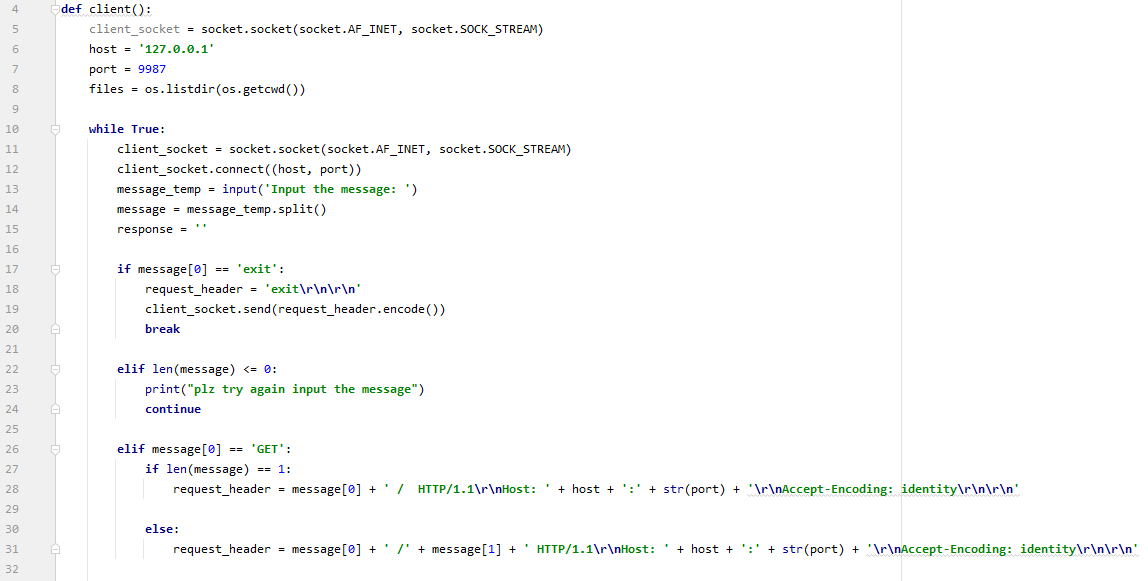 4 def client():
5     client_socket = socket.socket(socket.AF_INET, socket.SOCK_STREAM)
6     host = '127.0.0.1'
7     port = 9987
8     files = os.listdir(os.getcwd())
9
10     while True:
11         client_socket = socket.socket(socket.AF_INET, socket.SOCK_STREAM)
12         client_socket.connect((host, port))
13         message_temp = input('Input the message: ')
14         message = message_temp.split()
15         response = ''
16
17         if message[0] == 'exit':
18             request_header = 'exit\r\n\r\n'
19             client_socket.send(request_header.encode())
20             break
21
22         elif len(message) <= 0:
23             print("plz try again input the message")
24             continue
25
26         elif message[0] == 'GET':
27             if len(message) == 1:
28                 request_header = message[0] + ' /  HTTP/1.1\r\nHost: ' + host + ':' + str(port) + '\r\nAccept-Encoding: identity\r\n\r\n'
29
30             else:
31                 request_header = message[0] + ' /' + message[1] + ' HTTP/1.1\r\nHost: ' + host + ':' + str(port) + '\r\nAccept-Encoding: identity\r\n\r\n'
32